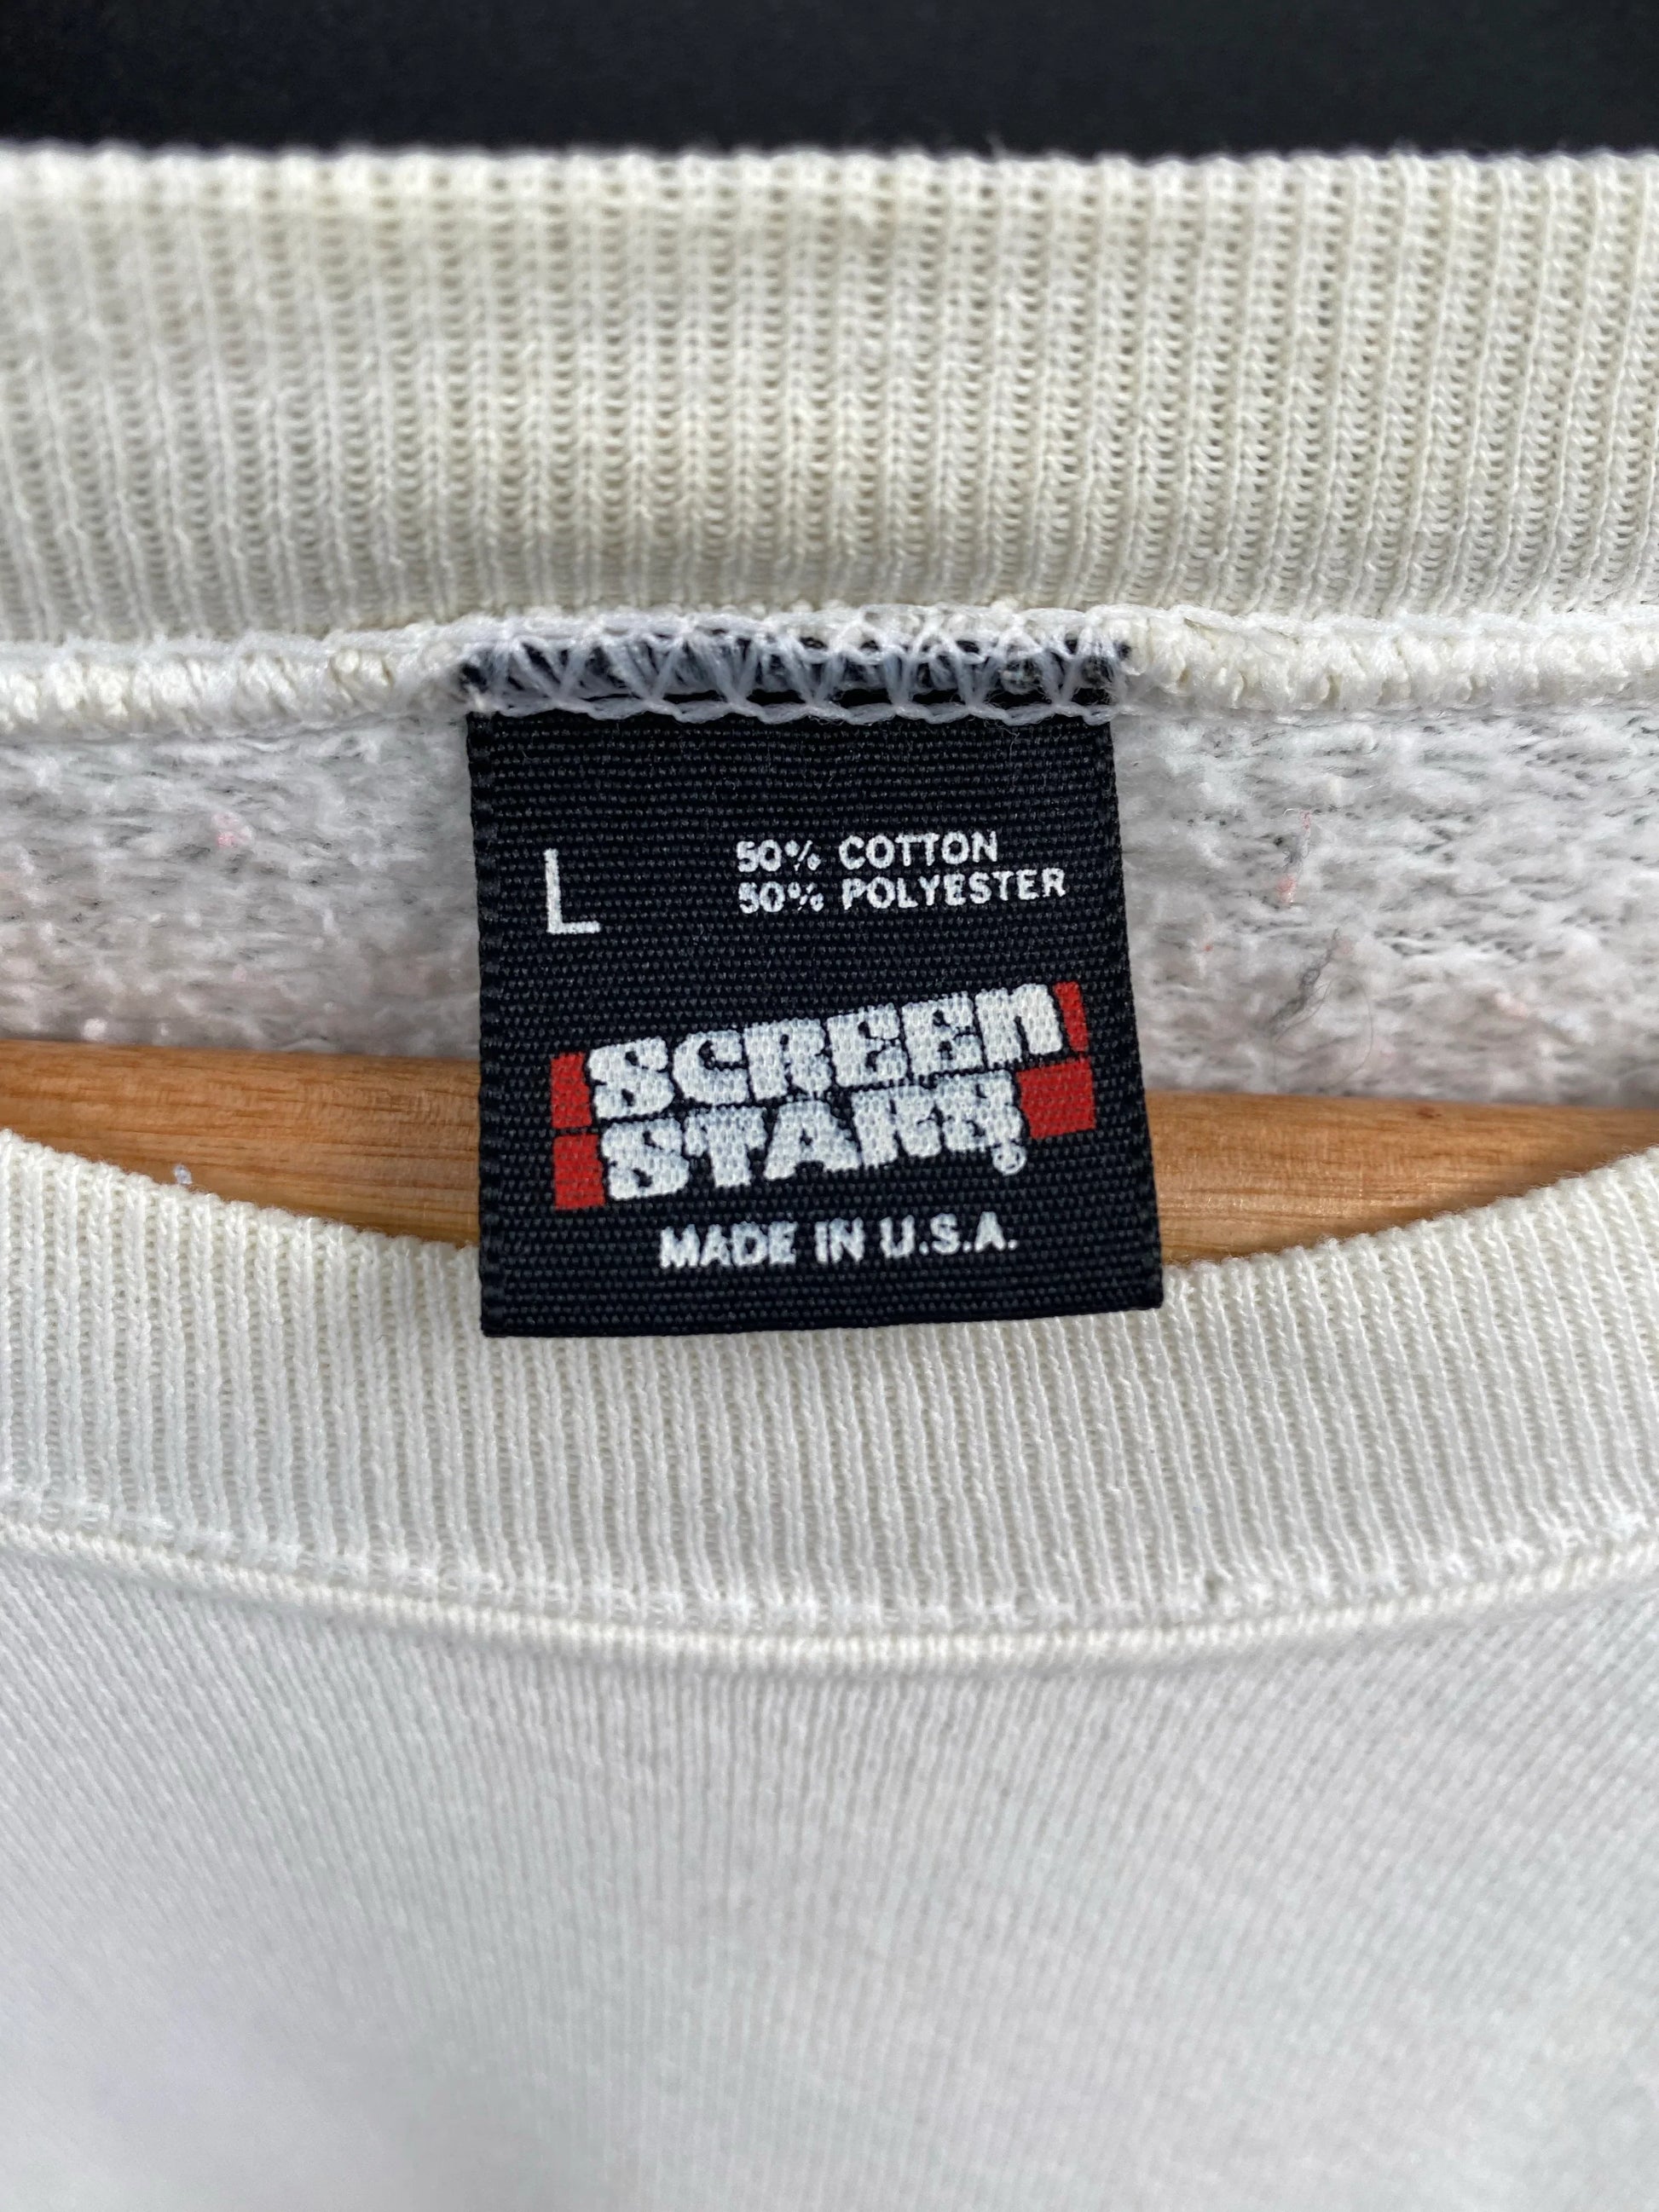 L
50% COTTON
50% POLYESTER
SCREEN
STARS®
MADE IN U.S.A.